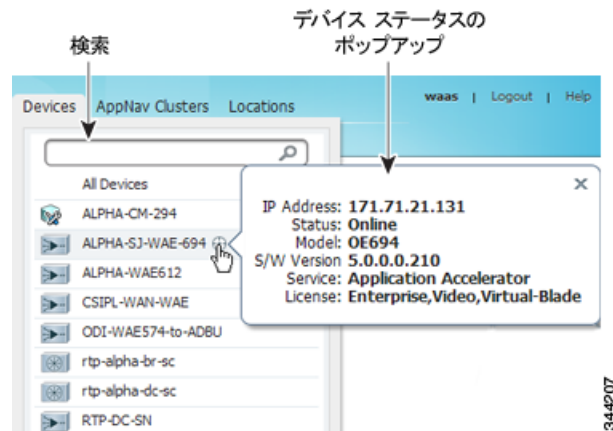 検索
デバイス ステータスの
ポップアップ
Devices AppNav Clusters Locations
waas | Logout | Help
All Devices
ALPHA-CM-294
ALPHA-SJ-WAE-694
ALPHA-WAE612
CSIPL-WAN-WAE
ODI-WAE574-to-ADBU
rtp-alpha-br-sc
rtp-alpha-dc-sc
RTP-DC-SN
IP Address: 171.71.21.131
Status: Online
Model: OE694
S/W Version 5.0.0.0.210
Service: Application Accelerator
License: Enterprise,Video,Virtual-Blade
344207